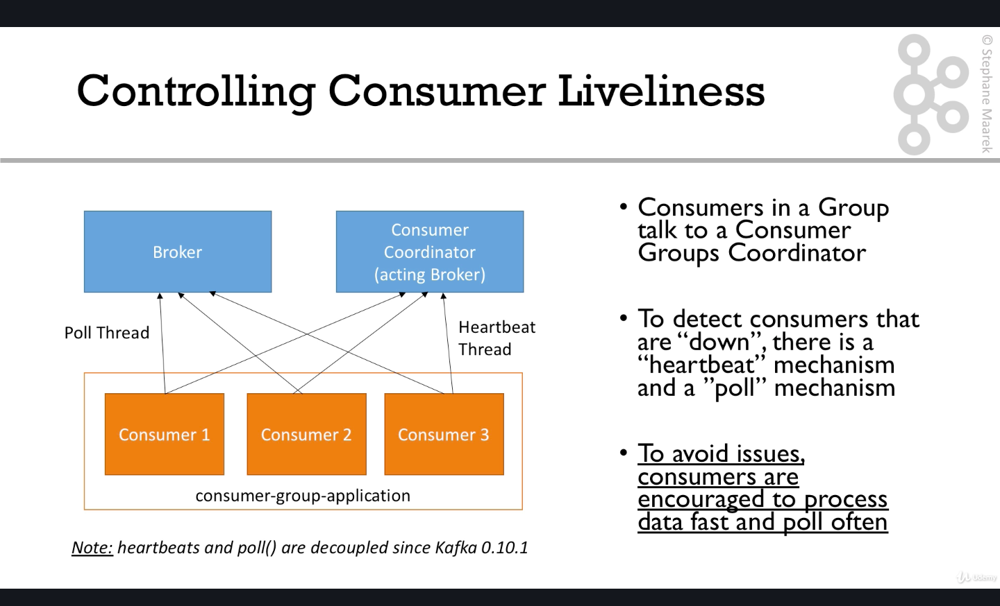 Controlling Consumer Liveliness
© Stephane Maarek
Broker
Consumer
Coordinator
(acting Broker)
Poll Thread
Heartbeat
Thread
Consumer 1
Consumer 2
Consumer 3
consumer-group-application
Note: heartbeats and poll() are decoupled since Kafka 0.10.1
• Consumers in a Group
talk to a Consumer
Groups Coordinator
• To detect consumers that
are “down”, there is a
“heartbeat” mechanism
and a ”poll” mechanism
• To avoid issues,
consumers are
encouraged to process
data fast and poll often
Udemy